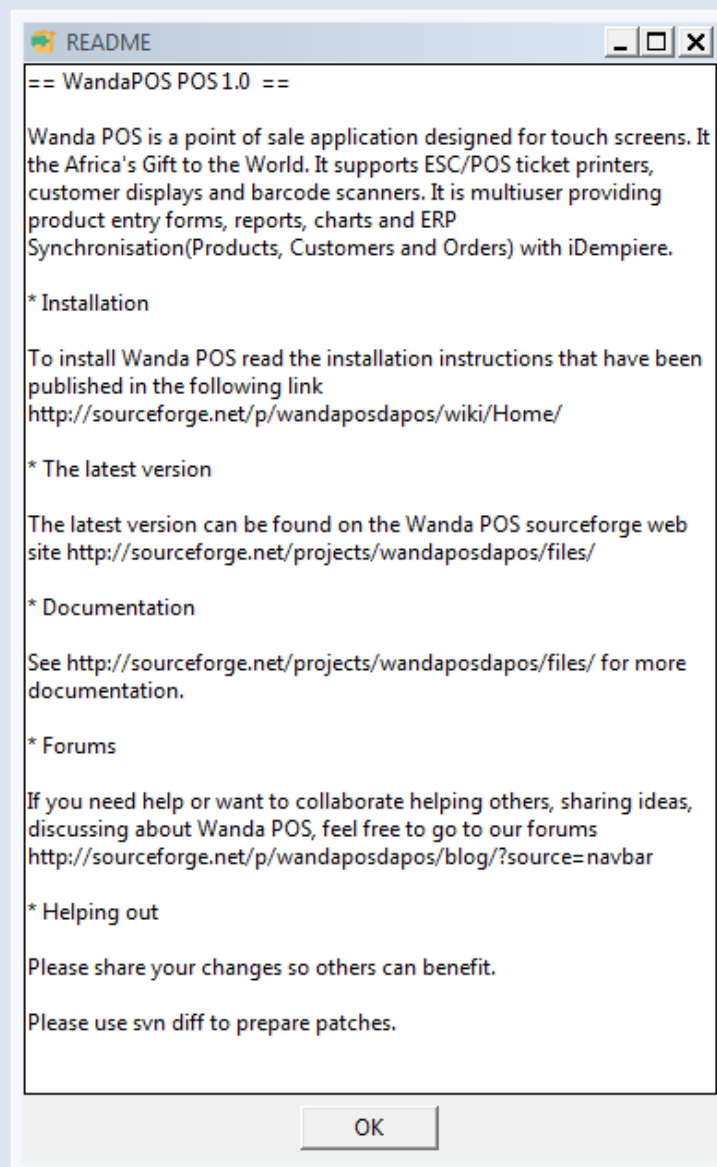 README
== WandaPOS POS 1.0 ==
Wanda POS is a point of sale application designed for touch screens. It
the Africa's Gift to the World. It supports ESC/POS ticket printers,
customer displays and barcode scanners. It is multiuser providing
product entry forms, reports, charts and ERP
Synchronisation(Products, Customers and Orders) with iDempiere.
* Installation
To install Wanda POS read the installation instructions that have been
published in the following link
http://sourceforge.net/p/wandaposdapos/wiki/Home/
* The latest version
The latest version can be found on the Wanda POS sourceforge web
site http://sourceforge.net/projects/wandaposdapos/files/
* Documentation
See http://sourceforge.net/projects/wandaposdapos/files/ for more
documentation.
* Forums
If you need help or want to collaborate helping others, sharing ideas,
discussing about Wanda POS, feel free to go to our forums
http://sourceforge.net/p/wandaposdapos/blog/?source=navbar
* Helping out
Please share your changes so others can benefit.
Please use svn diff to prepare patches.
OK